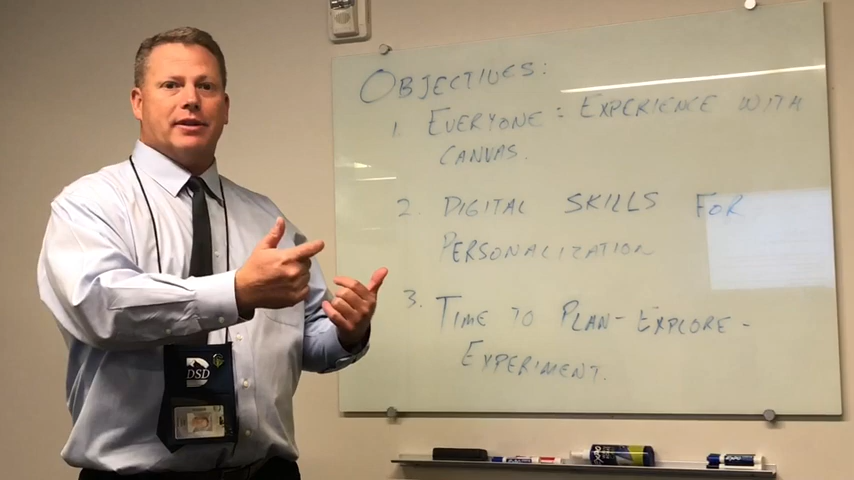 OBJECTIVES:
1. EVERYONE : EXPERIENCE WITH
CANVAS.
2. DIGITAL SKILLS FOR
PERSONALIZATION
3. TIME TO PLAN-EXPLORE-
EXPERIMENT.
DSD